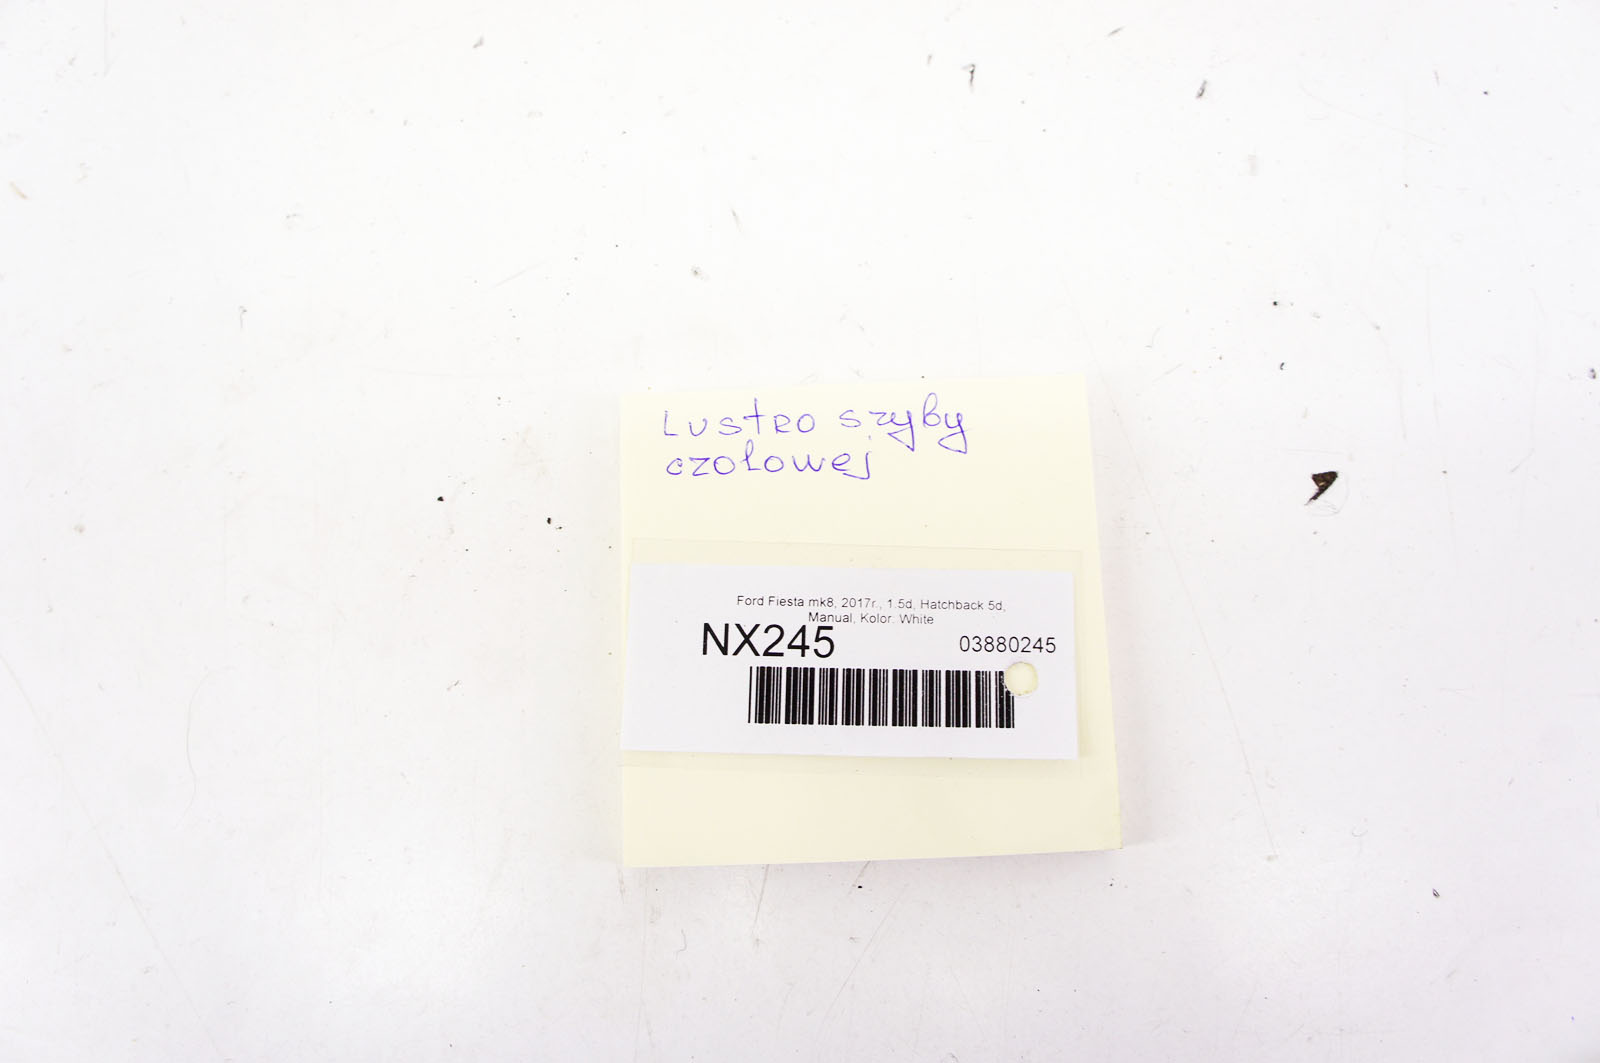 Lustro szyby
czołowej
Ford Fiesta mk8, 2017r., 1.5d, Hatchback 5d,
Manual, Kolor: White
NX245 03880245